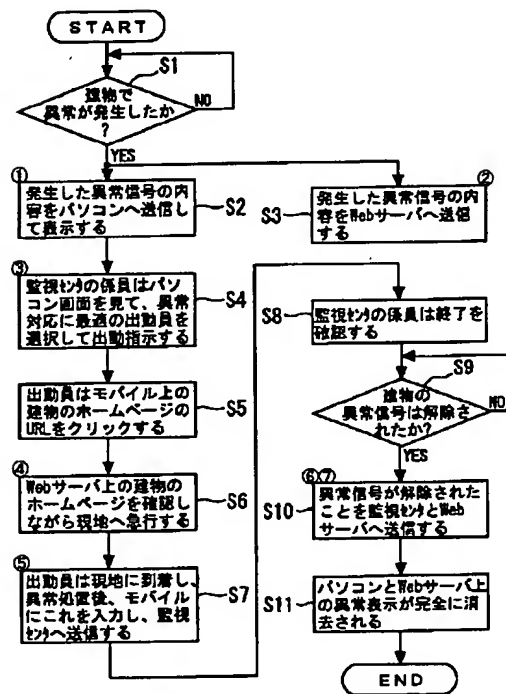 START
S1
建物で
異常が発生したか
?
NO
YES
①
発生した異常信号の内
容をパソコンへ送信して
表示する
S2
②
発生した異常信号の内
容をWebサーバへ送信
する
S3
③
監視センタの係員はパソ
コン画面を見て、異常
対応に最適の出動員を
選択して出動指示する
S4
出動員はモバイル上の
建物のホームページの
URLをクリックする
S5
④
Webサーバ上の建物の
ホームページを確認し
ながら現地へ急行する
S6
⑤
出動員は現地に到着し、
異常処置後、モバイル
にこれを入力し、監視
センタへ送信する
S7
S8
監視センタの係員は終了を
確認する
S9
建物の
異常信号は解除さ
れたか?
NO
YES
⑥⑦
異常信号が解除された
ことを監視センタとWeb
サーバへ送信する
S10
パソコンとWebサーバ上
の異常表示が完全に消
去される
S11
END